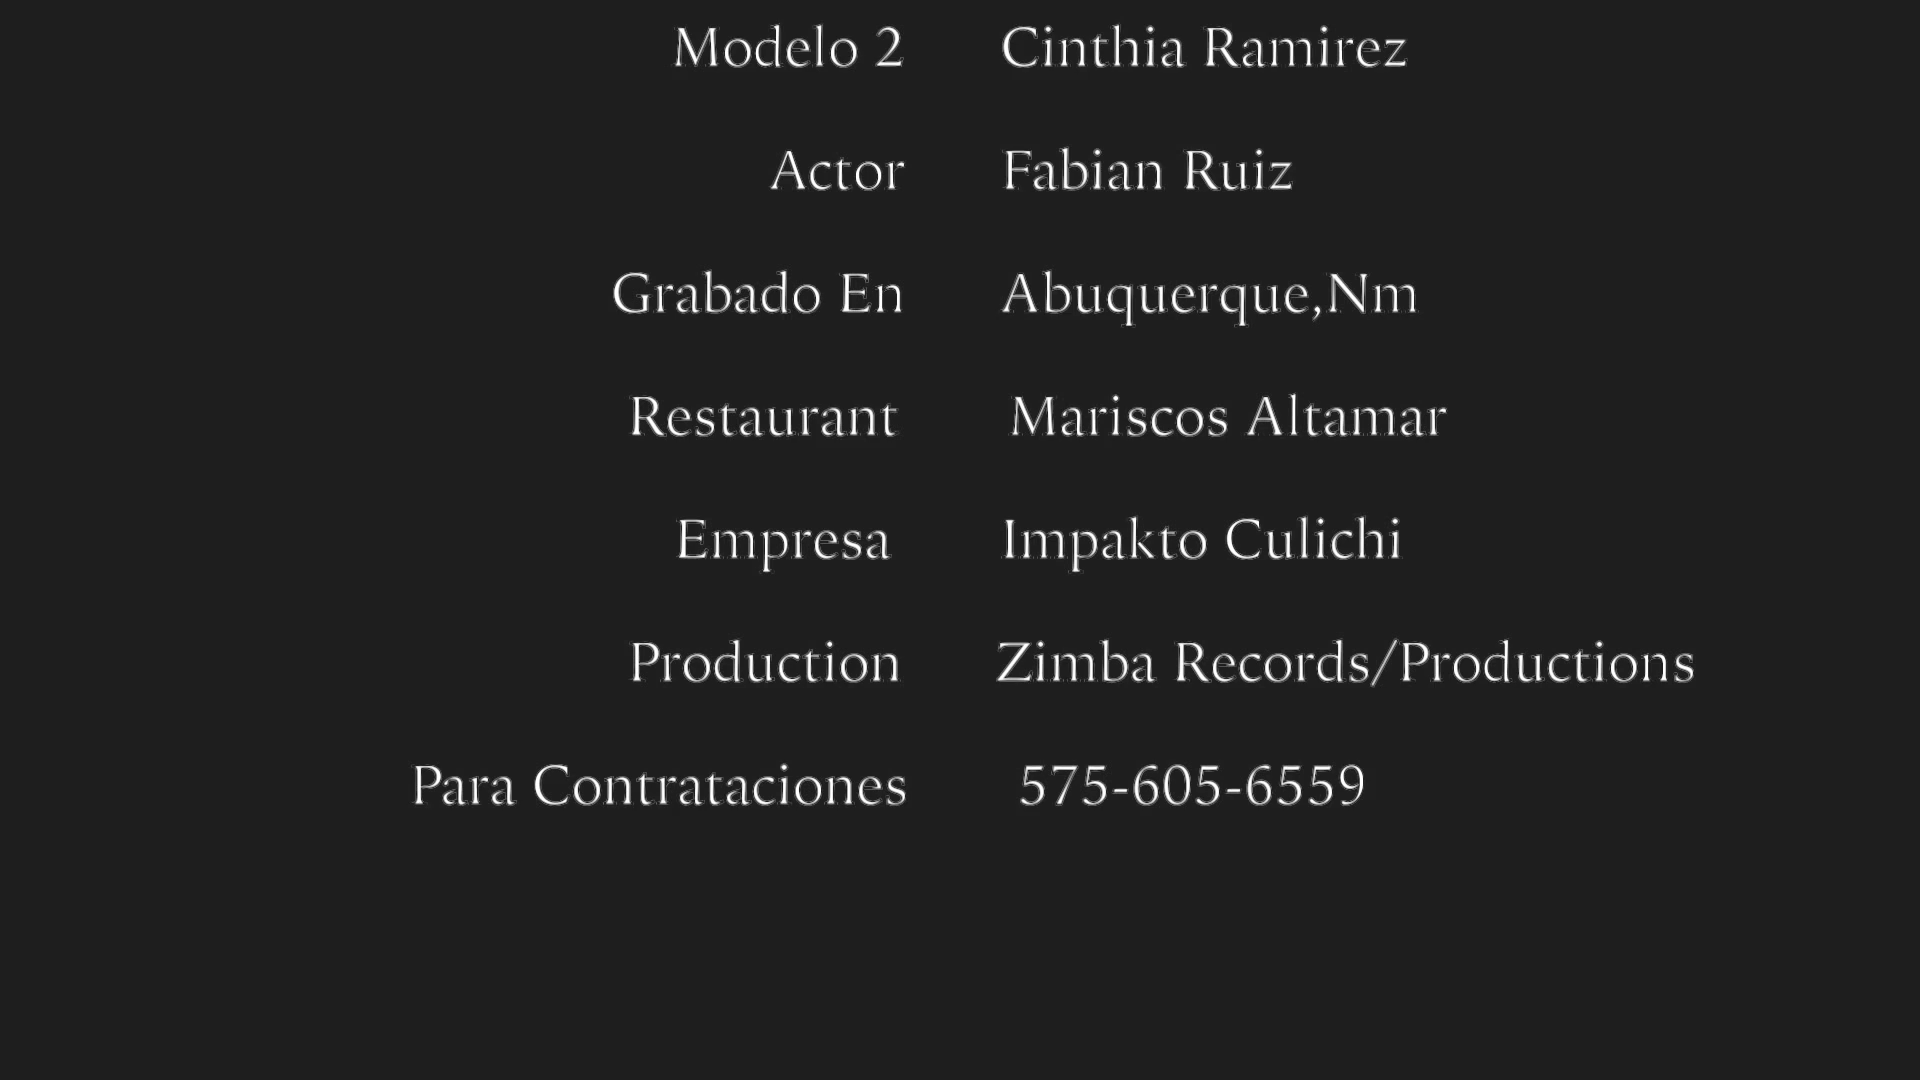 Modelo 2 Cinthia Ramirez
Actor Fabian Ruiz
Grabado En Abuquerque,Nm
Restaurant Mariscos Altamar
Empresa Impakto Culichi
Production Zimba Records/Productions
Para Contrataciones 575-605-6559